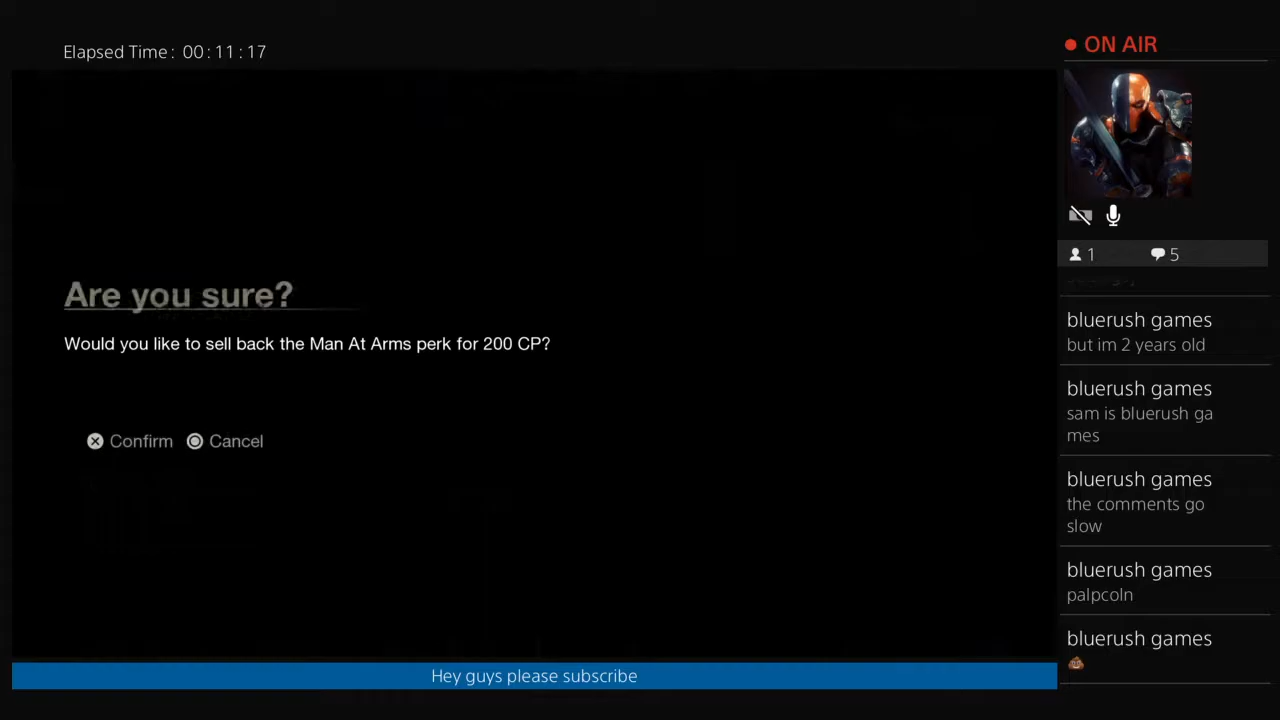 Elapsed Time: 00:11:17
ON AIR
1 5
Are you sure?
Would you like to sell back the Man At Arms perk for 200 CP?
Confirm Cancel
bluerush games
but im 2 years old
bluerush games
sam is bluerush ga
mes
bluerush games
the comments go
slow
bluerush games
palpcoln
bluerush games
💩
Hey guys please subscribe